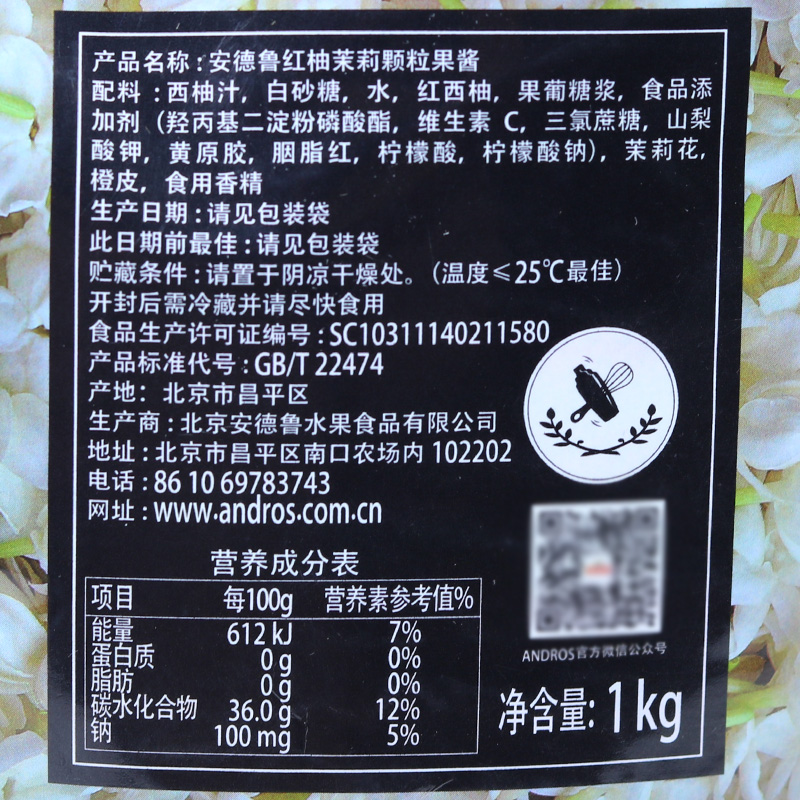 产品名称：安德鲁红柚茉莉颗粒果酱
配料：西柚汁，白砂糖，水，红西柚，果葡糖浆，食品添
加剂（羟丙基二淀粉磷酸酯，维生素 C，三氯蔗糖，山梨
酸钾，黄原胶，胭脂红，柠檬酸，柠檬酸钠），茉莉花，
橙皮，食用香精
生产日期：请见包装袋
此日期前最佳：请见包装袋
贮藏条件：请置于阴凉干燥处。（温度≤25℃最佳）
开封后需冷藏并请尽快食用
食品生产许可证编号：SC10311140211580
产品标准代号：GB/T 22474
产地：北京市昌平区
生产商：北京安德鲁水果食品有限公司
地址：北京市昌平区南口农场内 102202
电话：86 10 69783743
网址：www.andros.com.cn
营养成分表
项目 每100g 营养素参考值%
能量 612 kJ 7%
蛋白质 0 g 0%
脂肪 0 g 0%
碳水化合物 36.0 g 12%
钠 100 mg 5%
ANDROS官方微信公众号
净含量：1 kg